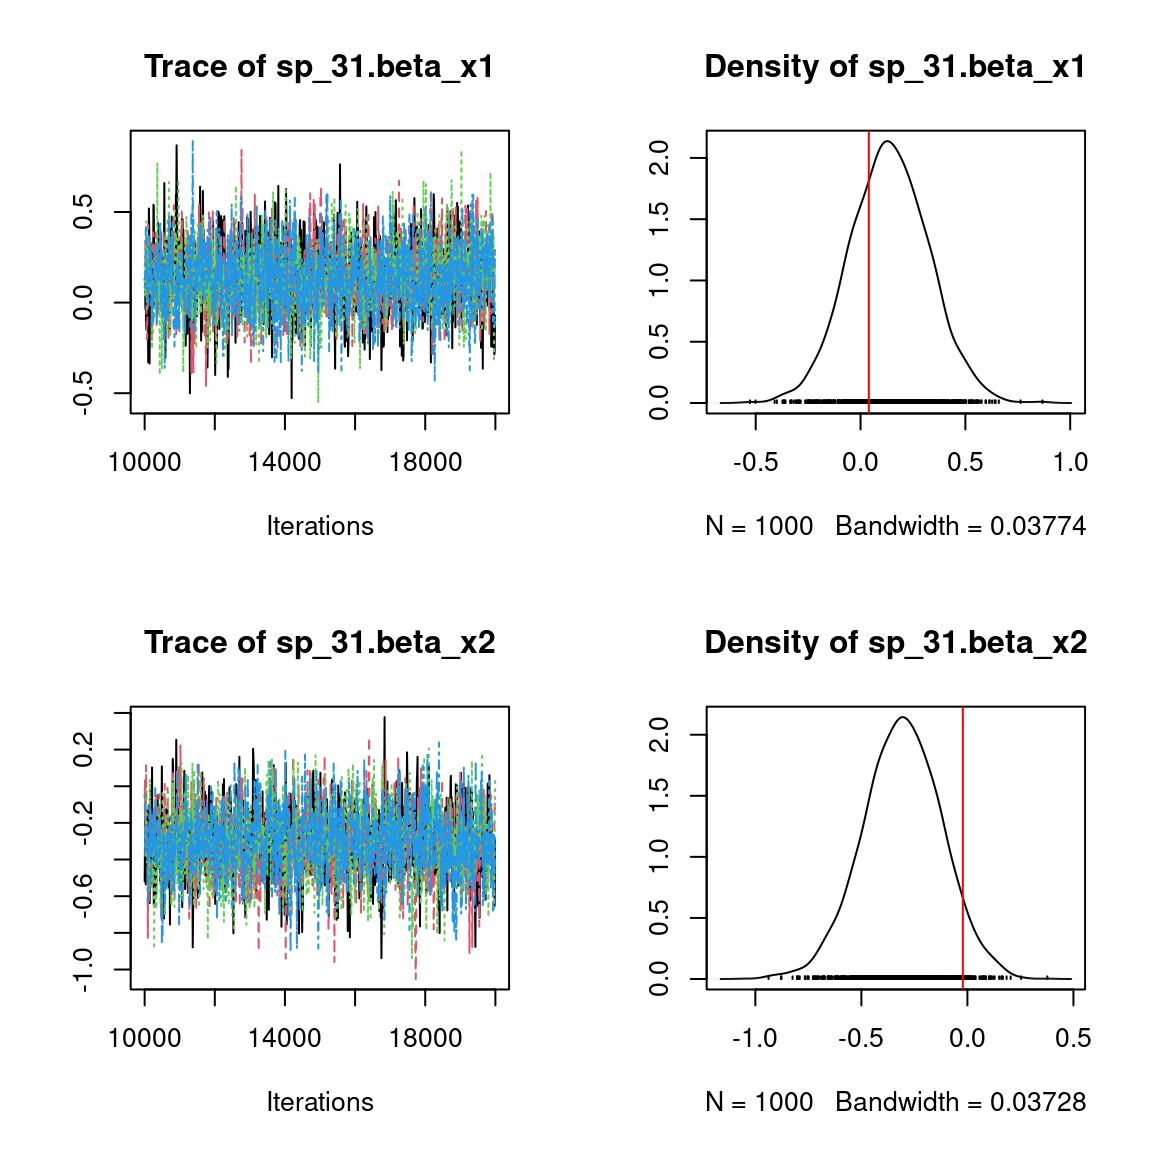 Trace of sp_31.beta_x1
Density of sp_31.beta_x1
0.5
0.0
-0.5
10000 14000 18000
Iterations
2.0
1.5
1.0
0.5
0.0
-0.5 0.0 0.5 1.0
N = 1000 Bandwidth = 0.03774
Trace of sp_31.beta_x2
Density of sp_31.beta_x2
0.2
-0.2
-0.6
-1.0
10000 14000 18000
Iterations
2.0
1.5
1.0
0.5
0.0
-1.0 -0.5 0.0 0.5
N = 1000 Bandwidth = 0.03728